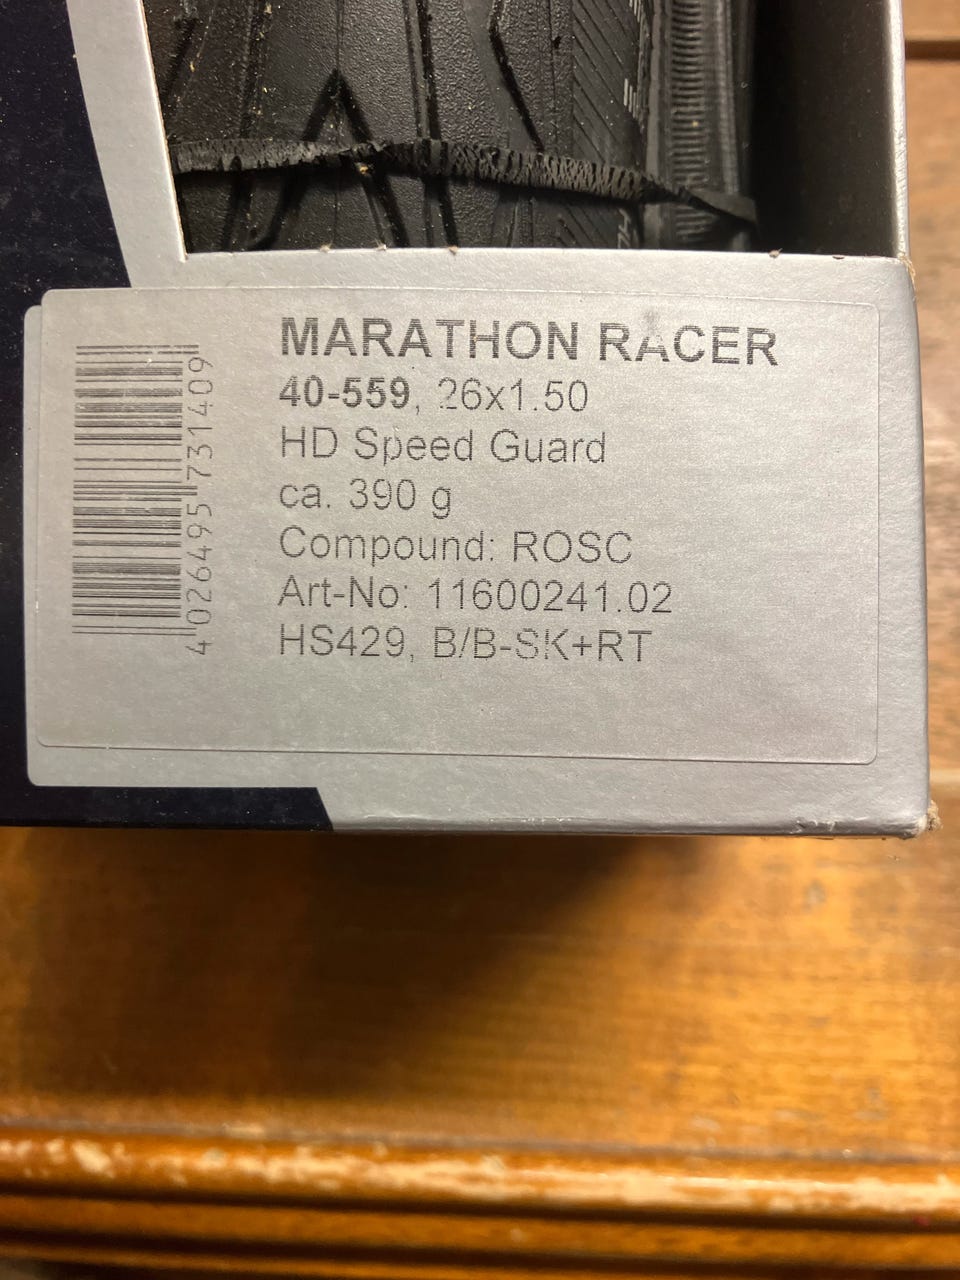 MARATHON RACER
40-559, 26x1.50
HD Speed Guard
ca. 390 g
Compound: ROSC
Art-No: 11600241.02
HS429, B/B-SK+RT
4 026495 731409